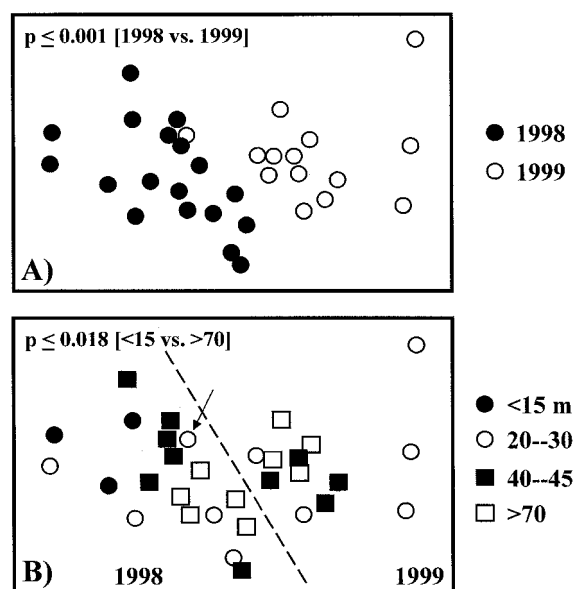 p ≤ 0.001 [1998 vs. 1999]
1998
1999
A)
p ≤ 0.018 [<15 vs. >70]
<15 m
20--30
40--45
>70
B)
1998
1999